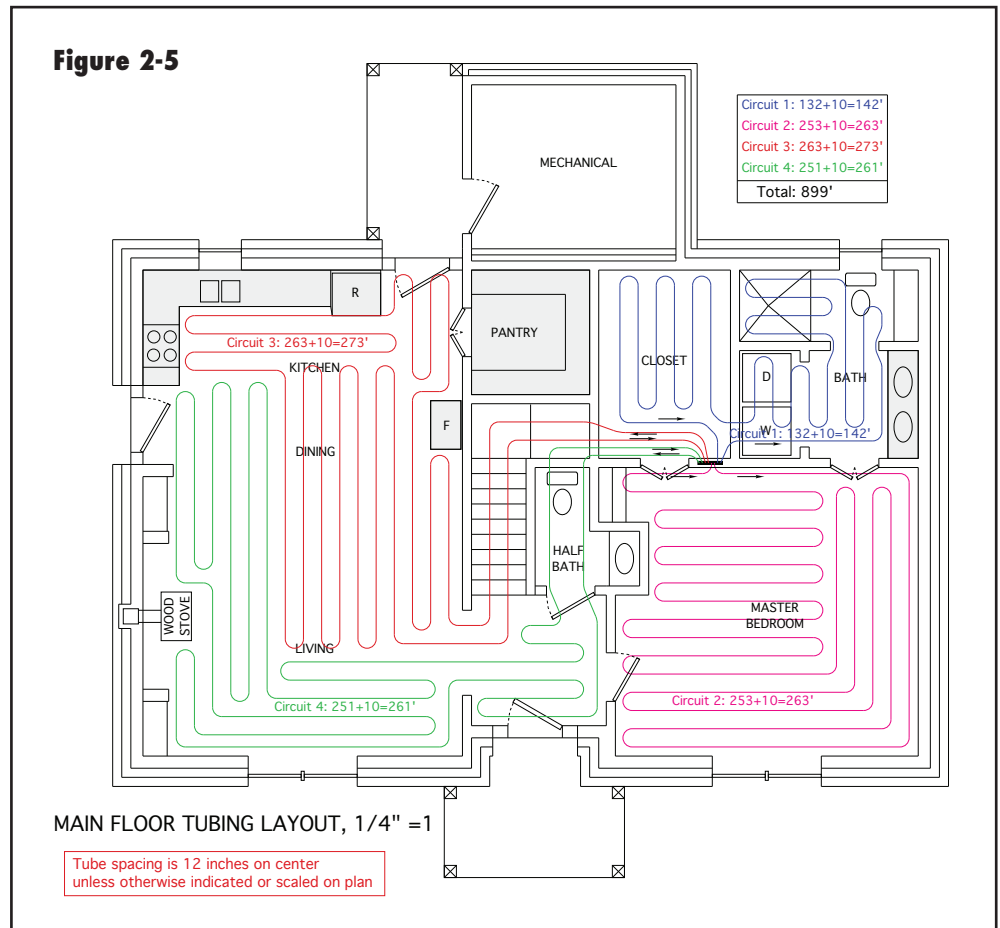 Figure 2-5
Circuit 1: 132+10=142'
Circuit 2: 253+10=263'
Circuit 3: 263+10=273'
Circuit 4: 251+10=261'
Total: 899'
MECHANICAL
R
PANTRY
Circuit 3: 263+10=273'
KITCHEN
CLOSET
D
BATH
F
W
Circuit 1: 132+10=142'
DINING
HALF
BATH
WOOD
STOVE
MASTER
BEDROOM
LIVING
Circuit 4: 251+10=261'
Circuit 2: 253+10=263'
MAIN FLOOR TUBING LAYOUT, 1/4" =1
Tube spacing is 12 inches on center
unless otherwise indicated or scaled on plan